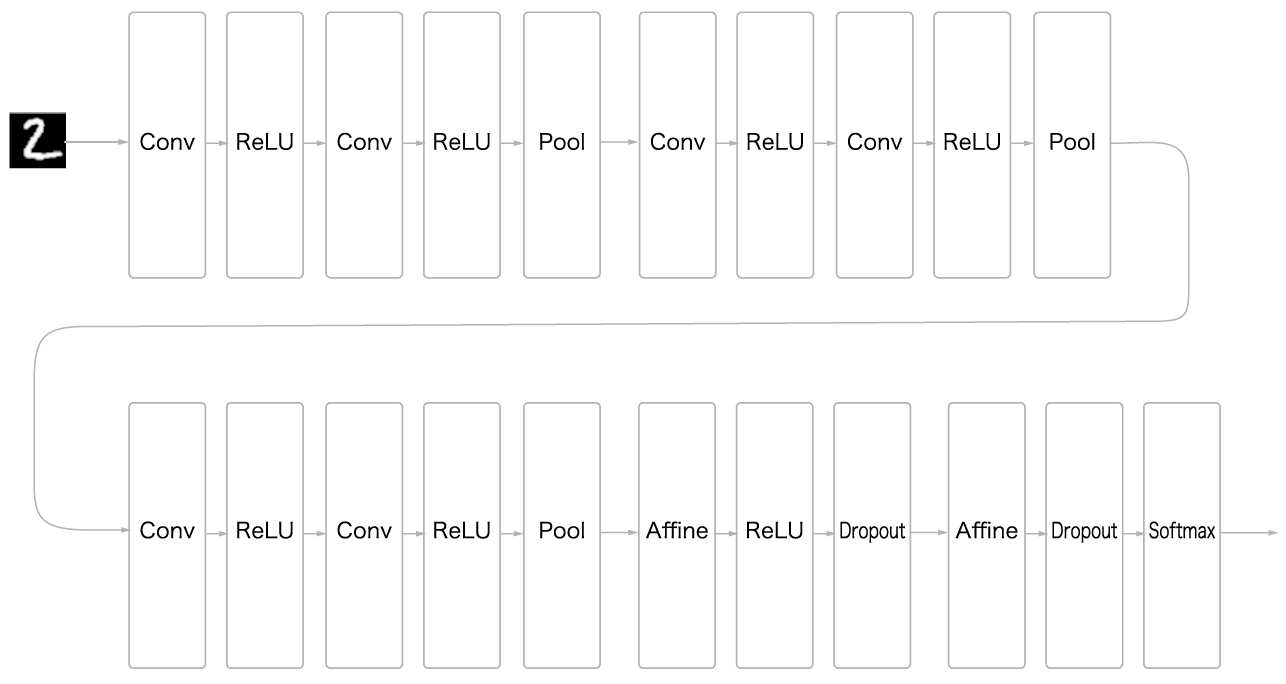 2
Conv ReLU Conv ReLU Pool Conv ReLU Conv ReLU Pool
Conv ReLU Conv ReLU Pool Affine ReLU Dropout Affine Dropout Softmax